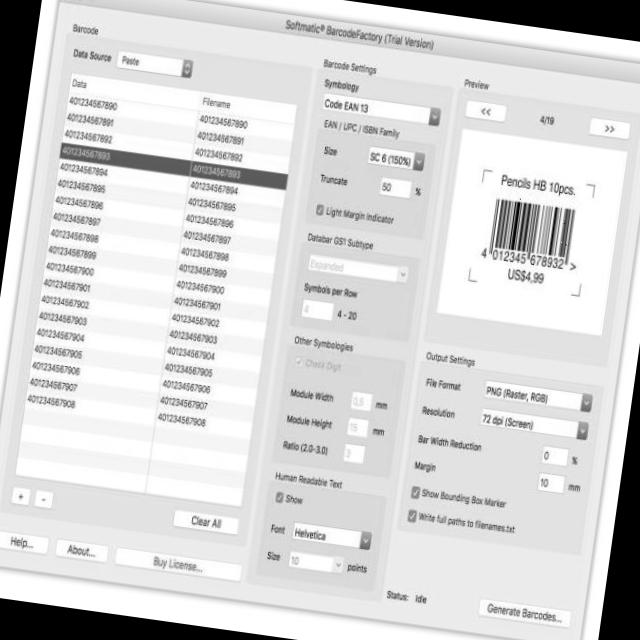 Softmatic® BarcodeFactory (Trial Version)
Barcode
Data Source Paste
Data Filename
401234567890 401234567890
401234567891 401234567891
401234567892 401234567892
401234567893 401234567893
401234567894 401234567894
401234567895 401234567895
401234567896 401234567896
401234567897 401234567897
401234567898 401234567898
401234567899 401234567899
401234567900 401234567900
401234567901 401234567901
401234567902 401234567902
401234567903 401234567903
401234567904 401234567904
401234567905 401234567905
401234567906 401234567906
401234567907 401234567907
401234567908 401234567908
+ - Clear All
Help... About... Buy License...
Barcode Settings
Symbology
Code EAN 13
EAN / UPC / ISBN Family
Size SC 6 (150%)
Truncate 50 %
Light Margin Indicator
Databar GS1 Subtype
Expanded
Symbols per Row
4 4 - 20
Other Symbologies
Check Digit
Module Width 0,5 mm
Module Height 15 mm
Ratio (2.0-3.0) 2
Human Readable Text
Show
Font Helvetica
Size 10 points
Preview
<< 4/19 >>
Pencils HB 10pcs.
4 012345 678932 >
US$4,99
Output Settings
File Format PNG (Raster, RGB)
Resolution 72 dpi (Screen)
Bar Width Reduction 0 %
Margin 10 mm
Show Bounding Box Marker
Write full paths to filenames.txt
Status: Idle Generate Barcodes...